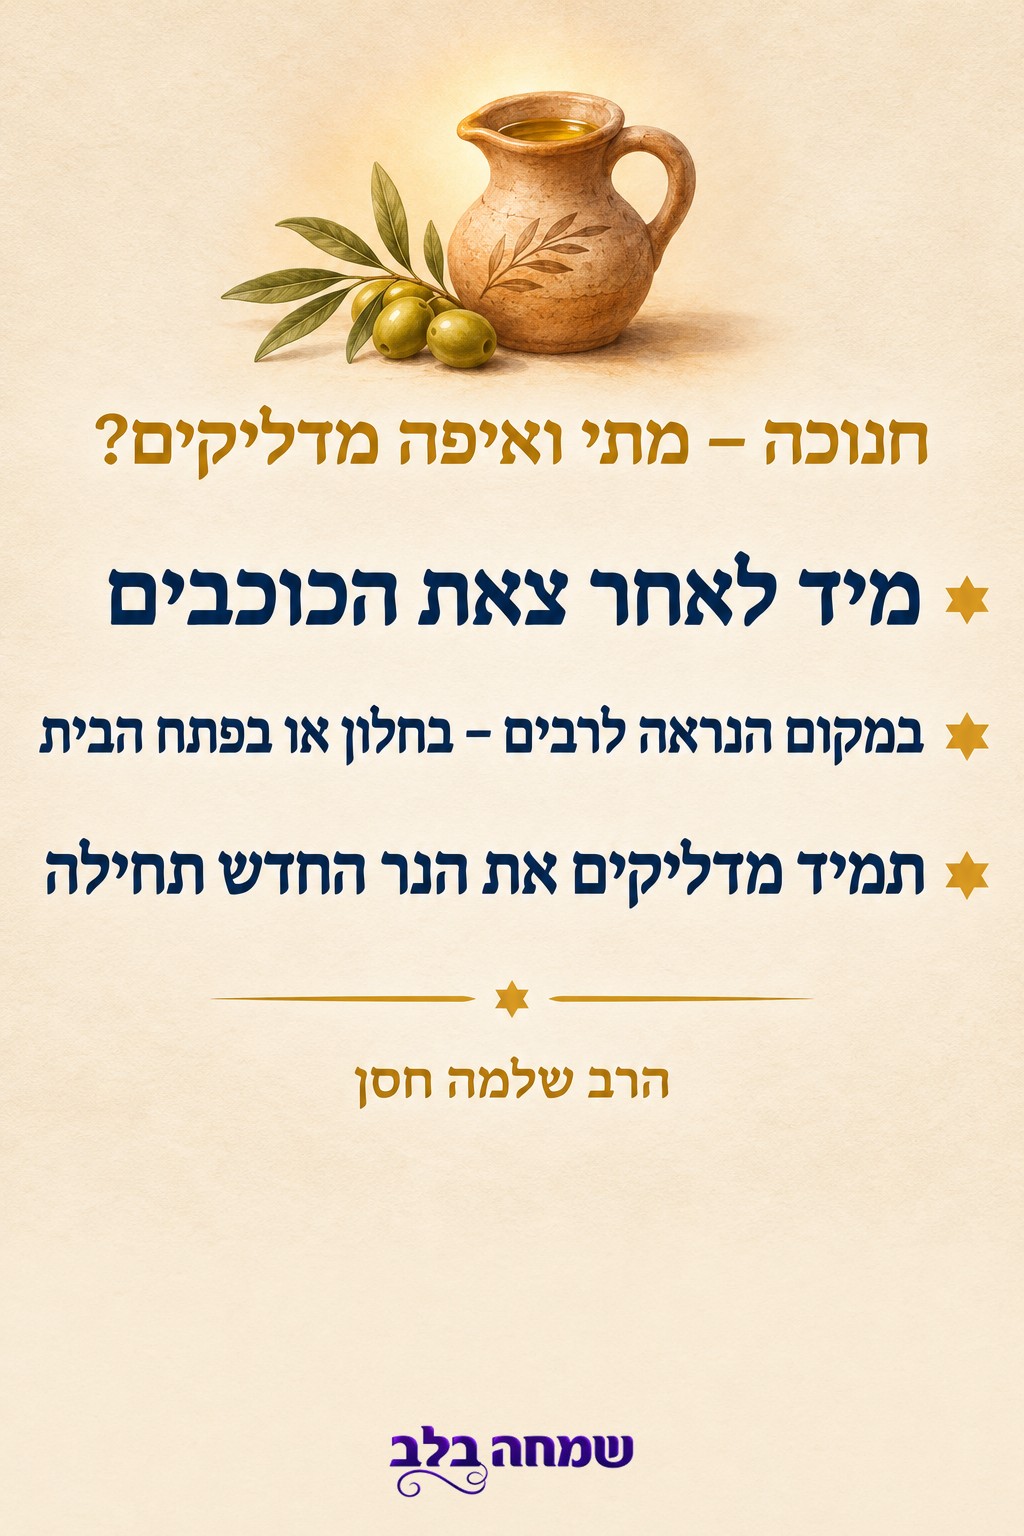 חנוכה – מתי ואיפה מדליקים?
מיד לאחר צאת הכוכבים
במקום הנראה לרבים – בחלון או בפתח הבית
תמיד מדליקים את הנר החדש תחילה
הרב שלמה חסן
שמחה בלב